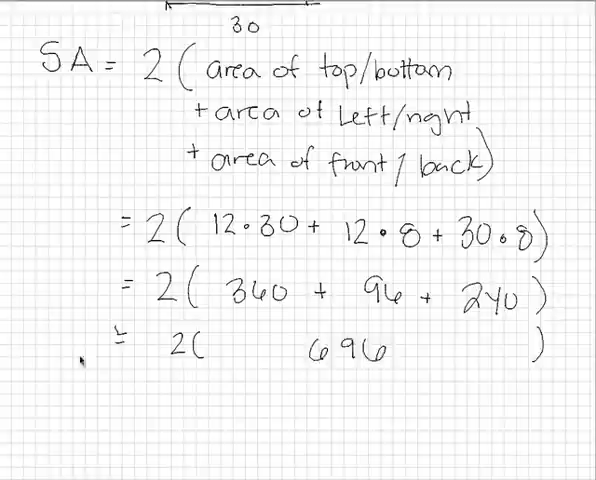 30
SA = 2 ( area of top/bottom
+ area of Left/right
+ area of front / back)
= 2( 12 • 30 + 12 • 8 + 30 • 8)
= 2( 360 + 96 + 240 )
= 2( 696 )